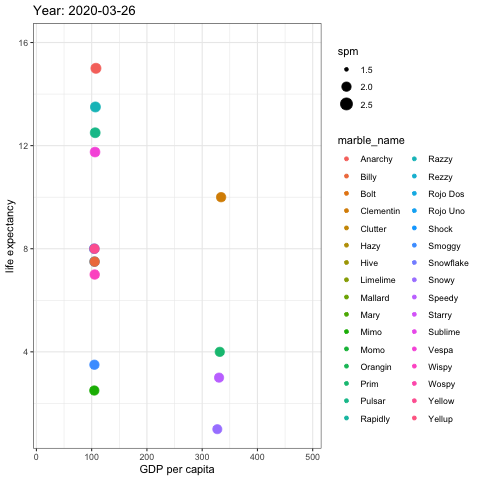 Year: 2020-03-26
16
12
8
4
life expectancy
0
100
200
300
400
500
GDP per capita
spm
1.5
2.0
2.5
marble_name
Anarchy
Billy
Bolt
Clementin
Clutter
Hazy
Hive
Limelime
Mallard
Mary
Mimo
Momo
Orangin
Prim
Pulsar
Rapidly
Razzy
Rezzy
Rojo Dos
Rojo Uno
Shock
Smoggy
Snowflake
Snowy
Speedy
Starry
Sublime
Vespa
Wispy
Wospy
Yellow
Yellup